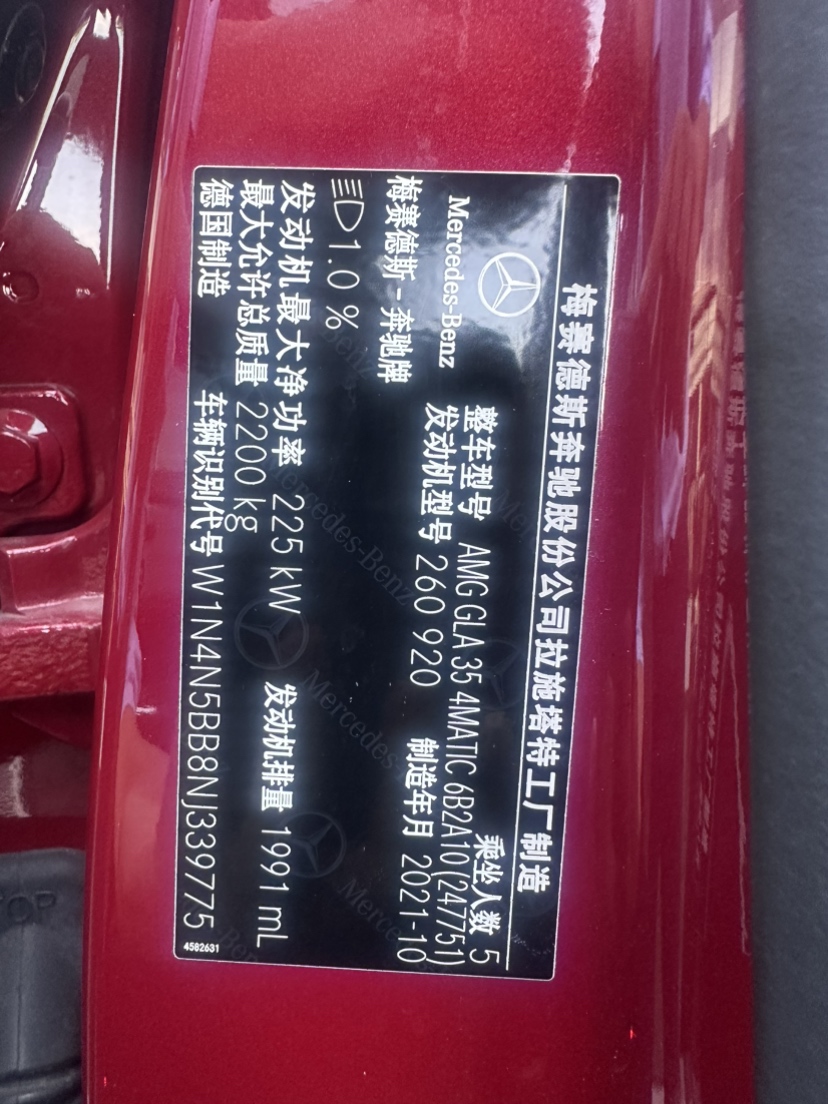 梅赛德斯奔驰股份公司拉施塔特工厂制造
Mercedes-Benz
乘坐人数 5
整车型号 AMG GLA 35 4MATIC 6B2A10(247751)
发动机型号 260 920 制造年月 2021-10
梅赛德斯-奔驰牌
1.0 %
发动机最大净功率 225 kW 发动机排量 1991 mL
最大允许总质量 2200 kg
德国制造 车辆识别代号 W1N4N5BB8NJ339775
4582631